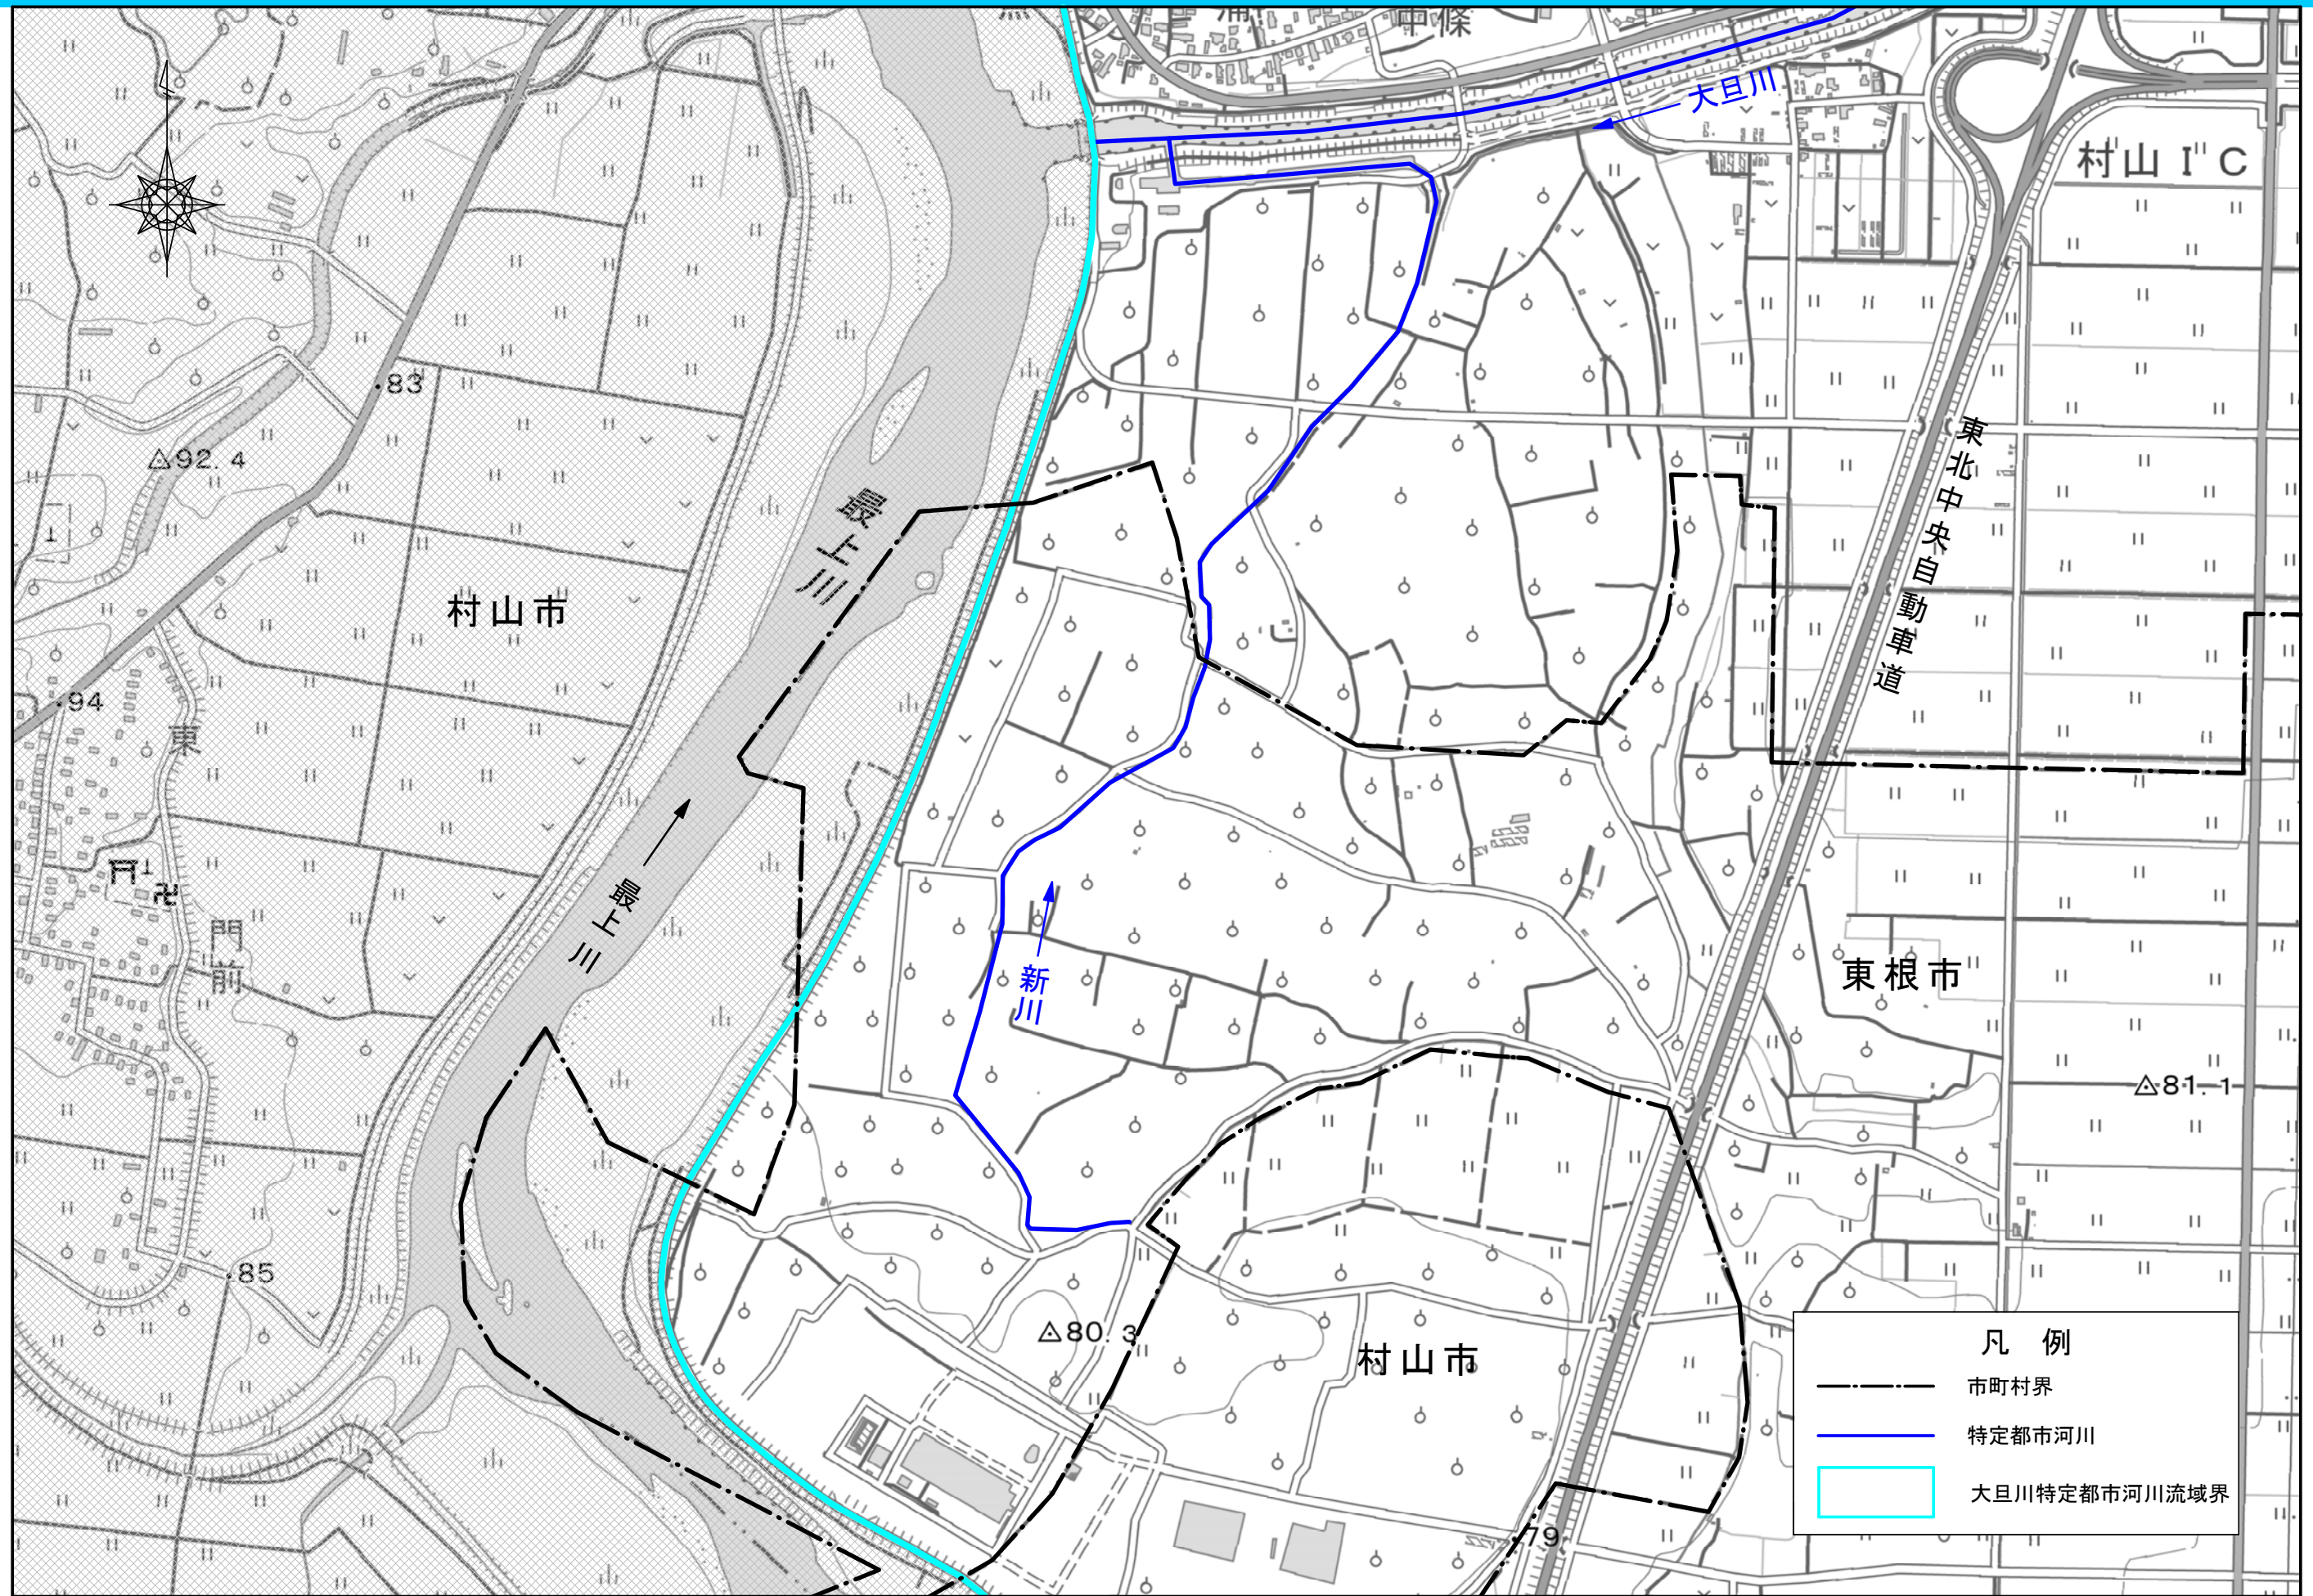 中條
大旦川
村山 I C
83
92.4
最上川
東北中央自動車道
村山市
94
東
最上川
門前
新川
東根市
81.1
85
80.3
村山市
79
凡 例
市町村界
特定都市河川
大旦川特定都市河川流域界